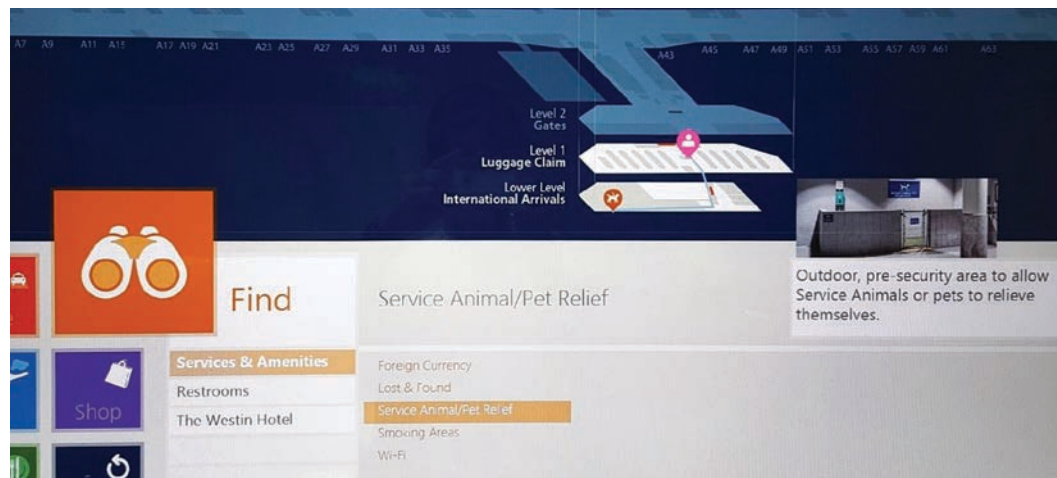 A7 A9 A11 A15 A17 A19 A21 A23 A25 A27 A29 A31 A33 A35 A43 A45 A47 A49 A51 A53 A55 A57 A59 A61 A63
Level 2
Gates
Level 1
Luggage Claim
Lower Level
International Arrivals
Outdoor, pre-security area to allow
Service Animals or pets to relieve
themselves.
Find
Service Animal/Pet Relief
Services & Amenities
Restrooms
The Westin Hotel
Foreign Currency
Lost & Found
Service Animal/Pet Relief
Smoking Areas
Wi-Fi
Shop